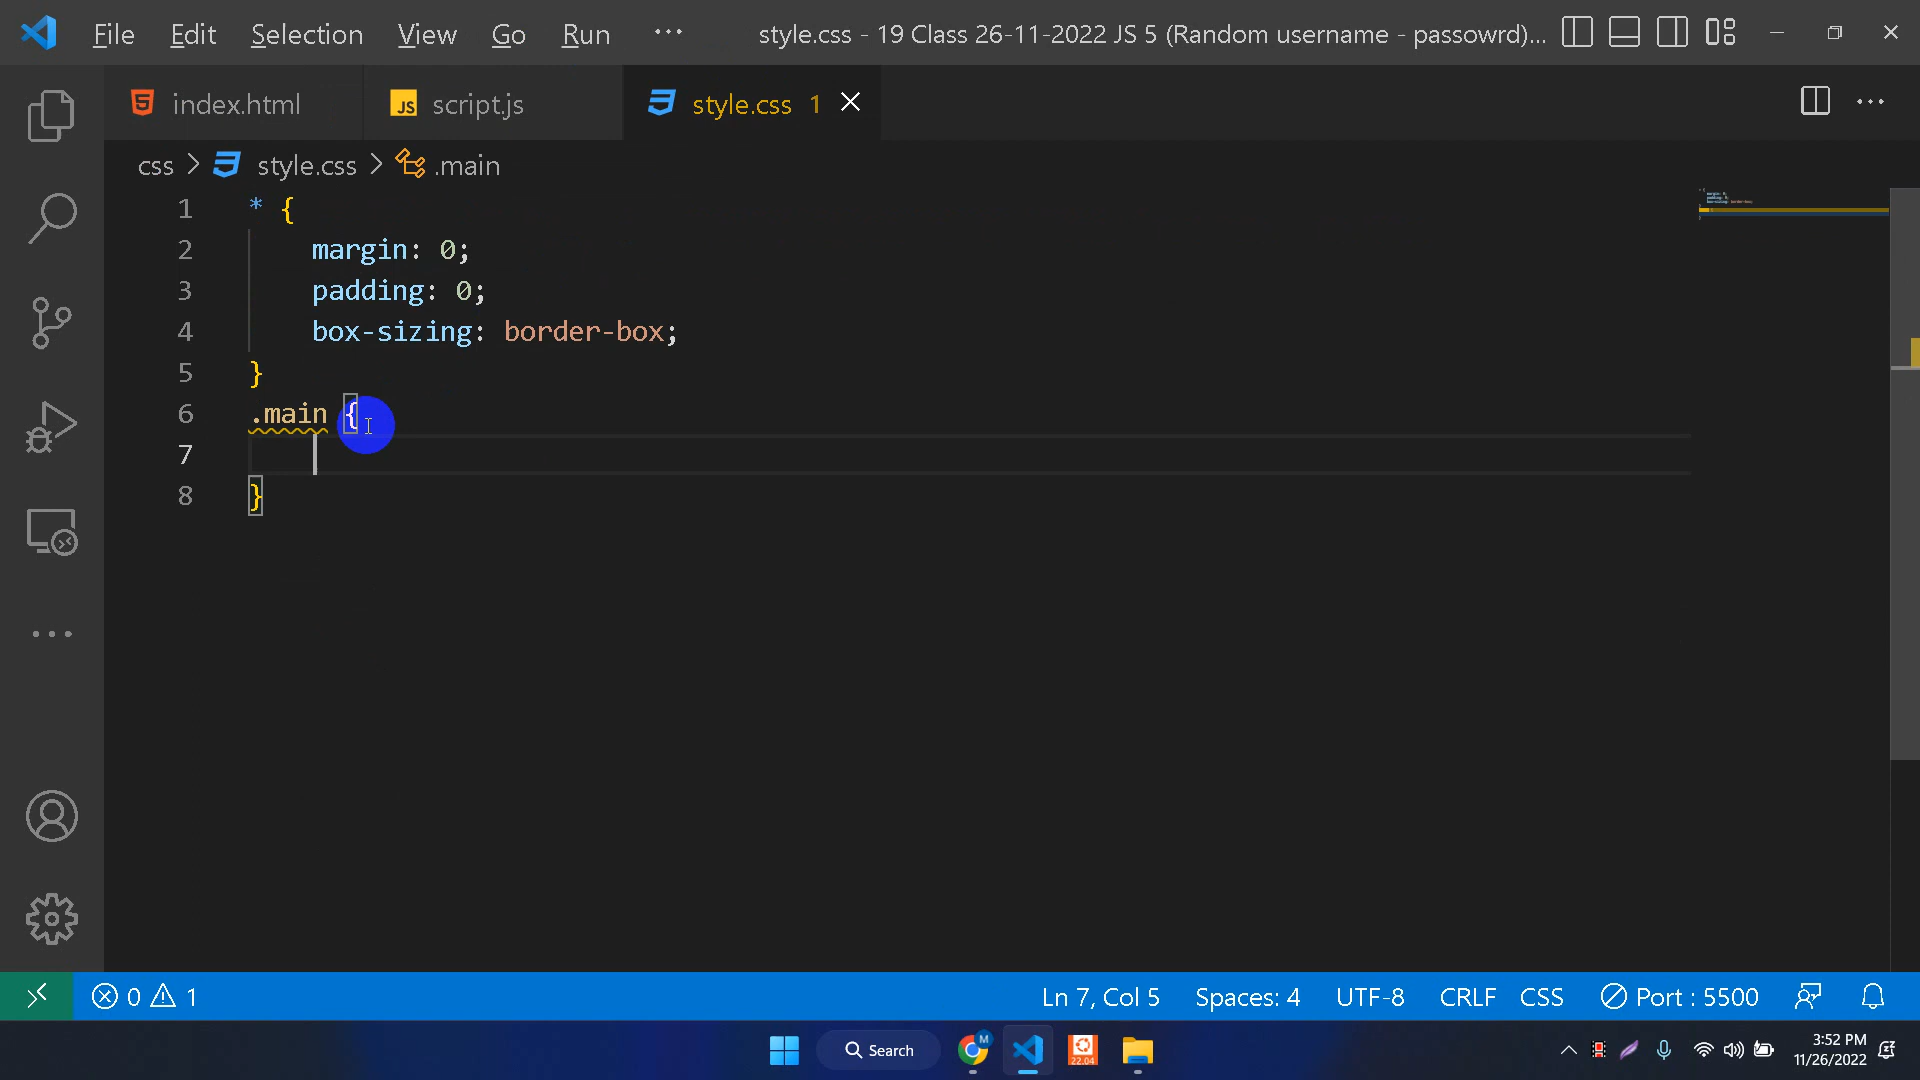 File Edit Selection View Go Run ··· style.css - 19 Class 26-11-2022 JS 5 (Random username - passowrd)...
index.html JS script.js style.css 1
css > style.css > .main
1 * {
2 margin: 0;
3 padding: 0;
4 box-sizing: border-box;
5 }
6 .main {
7
8 }
0 1 Ln 7, Col 5 Spaces: 4 UTF-8 CRLF CSS Port : 5500
Search M 22.04 3:52 PM
11/26/2022